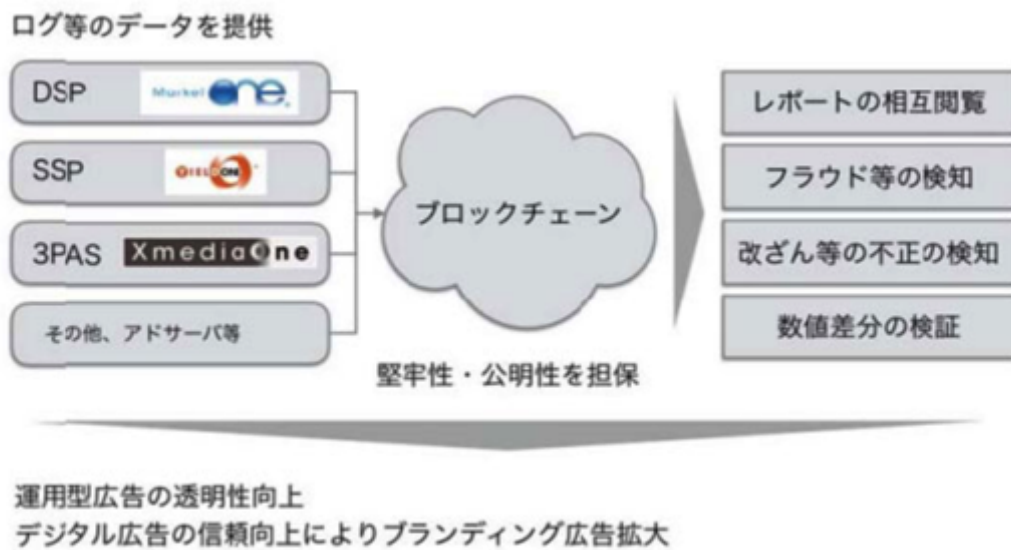 ログ等のデータを提供
DSP MarketOne
SSP YIELDONE
3PAS XmediaOne
その他、アドサーバ等
ブロックチェーン
堅牢性・公明性を担保
レポートの相互閲覧
フラウド等の検知
改ざん等の不正の検知
数値差分の検証
運用型広告の透明性向上
デジタル広告の信頼向上によりブランディング広告拡大